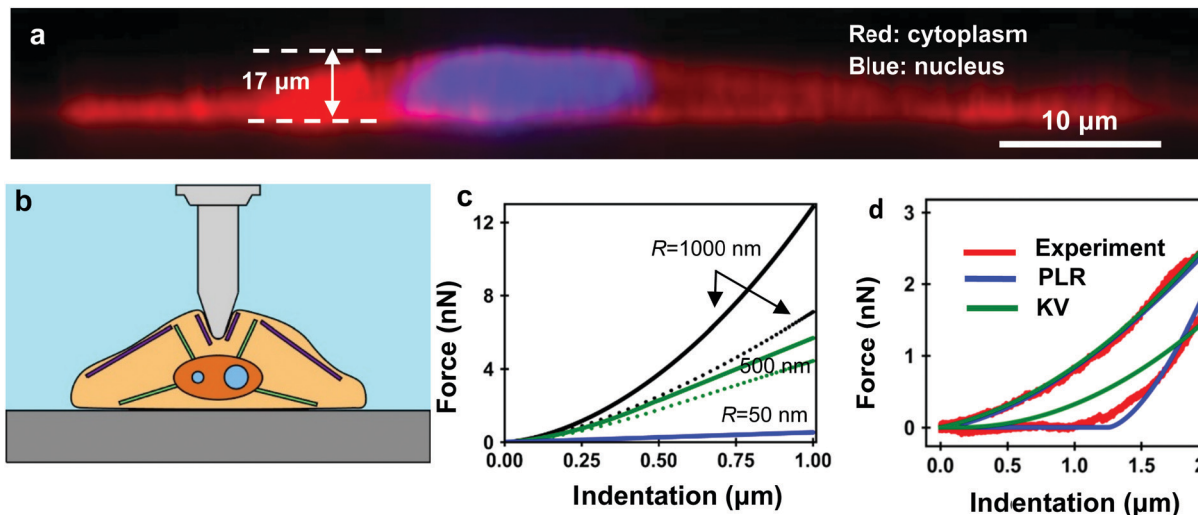 a
17 µm
Red: cytoplasm
Blue: nucleus
10 µm
b
c
12
8
4
0
0.00
0.25
0.50
0.75
1.00
Force (nN)
Indentation (µm)
R=1000 nm
500 nm
R=50 nm
d
3
2
1
0
0.0
0.5
1.0
1.5
2
Force (nN)
Indentation (µm)
Experiment
PLR
KV